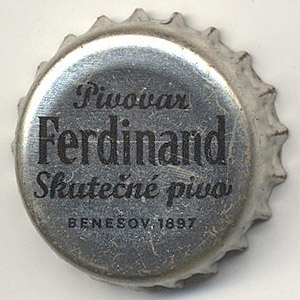 Pivovar
Ferdinand
Skutečné pivo
BENEŠOV, 1897